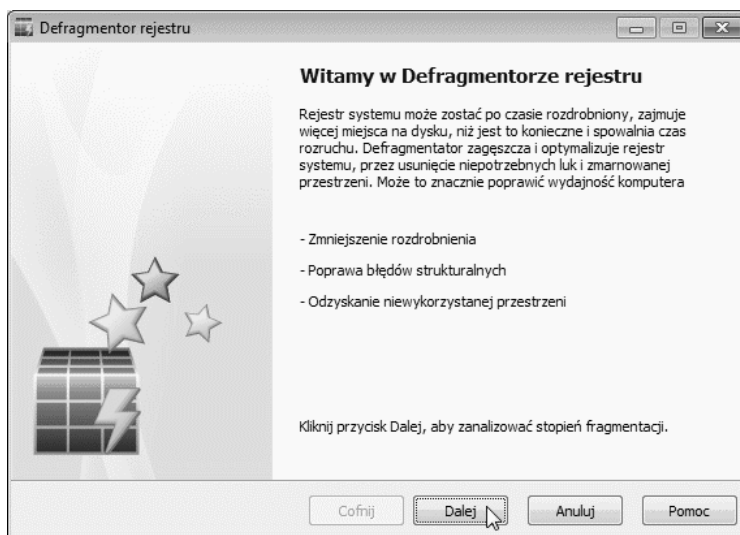 Defragmentor rejestru
Witamy w Defragmentorze rejestru
Rejestr systemu może zostać po czasie rozdrobniony, zajmuje
więcej miejsca na dysku, niż jest to konieczne i spowalnia czas
rozruchu. Defragmentator zagęszcza i optymalizuje rejestr
systemu, przez usunięcie niepotrzebnych luk i zmarnowanej
przestrzeni. Może to znacznie poprawić wydajność komputera
- Zmniejszenie rozdrobnienia
- Poprawa błędów strukturalnych
- Odzyskanie niewykorzystanej przestrzeni
Kliknij przycisk Dalej, aby zanalizować stopień fragmentacji.
Cofnij Dalej Anuluj Pomoc